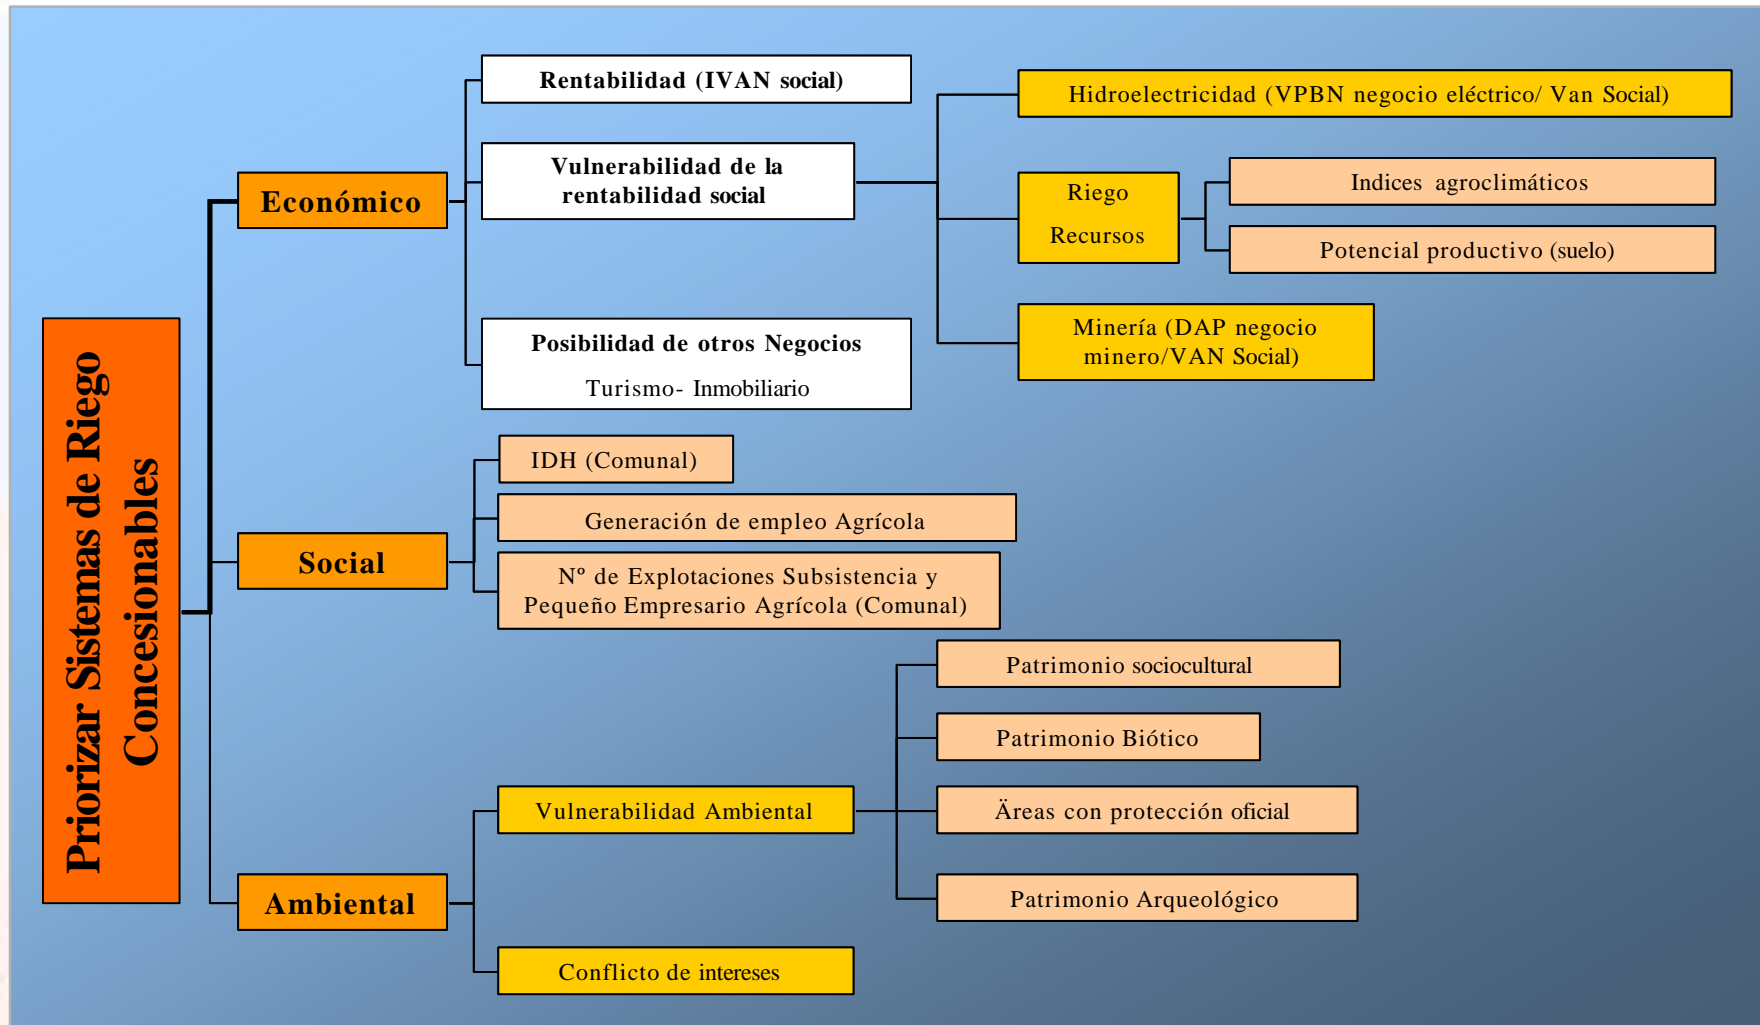 Priorizar Sistemas de Riego
Concesionables
Económico
Rentabilidad (IVAN social)
Vulnerabilidad de la
rentabilidad social
Hidroelectricidad (VPBN negocio eléctrico/ Van Social)
Riego
Recursos
Indices agroclimáticos
Potencial productivo (suelo)
Minería (DAP negocio
minero/VAN Social)
Posibilidad de otros Negocios
Turismo- Inmobiliario
Social
IDH (Comunal)
Generación de empleo Agrícola
Nº de Explotaciones Subsistencia y
Pequeño Empresario Agrícola (Comunal)
Ambiental
Vulnerabilidad Ambiental
Patrimonio sociocultural
Patrimonio Biótico
Äreas con protección oficial
Patrimonio Arqueológico
Conflicto de intereses